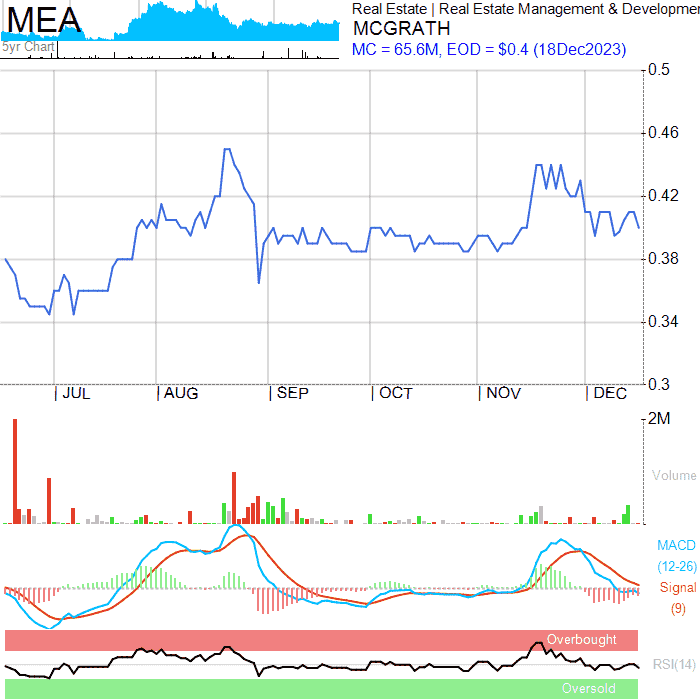 MEA
5yr Chart
Real Estate | Real Estate Management & Developmen
MCGRATH
MC = 65.6M, EOD = $0.4 (18Dec2023)
0.5
0.46
0.42
0.38
0.34
0.3
JUL AUG SEP OCT NOV DEC
2M
Volume
MACD
(12-26)
Signal
(9)
Overbought
RSI(14)
Oversold